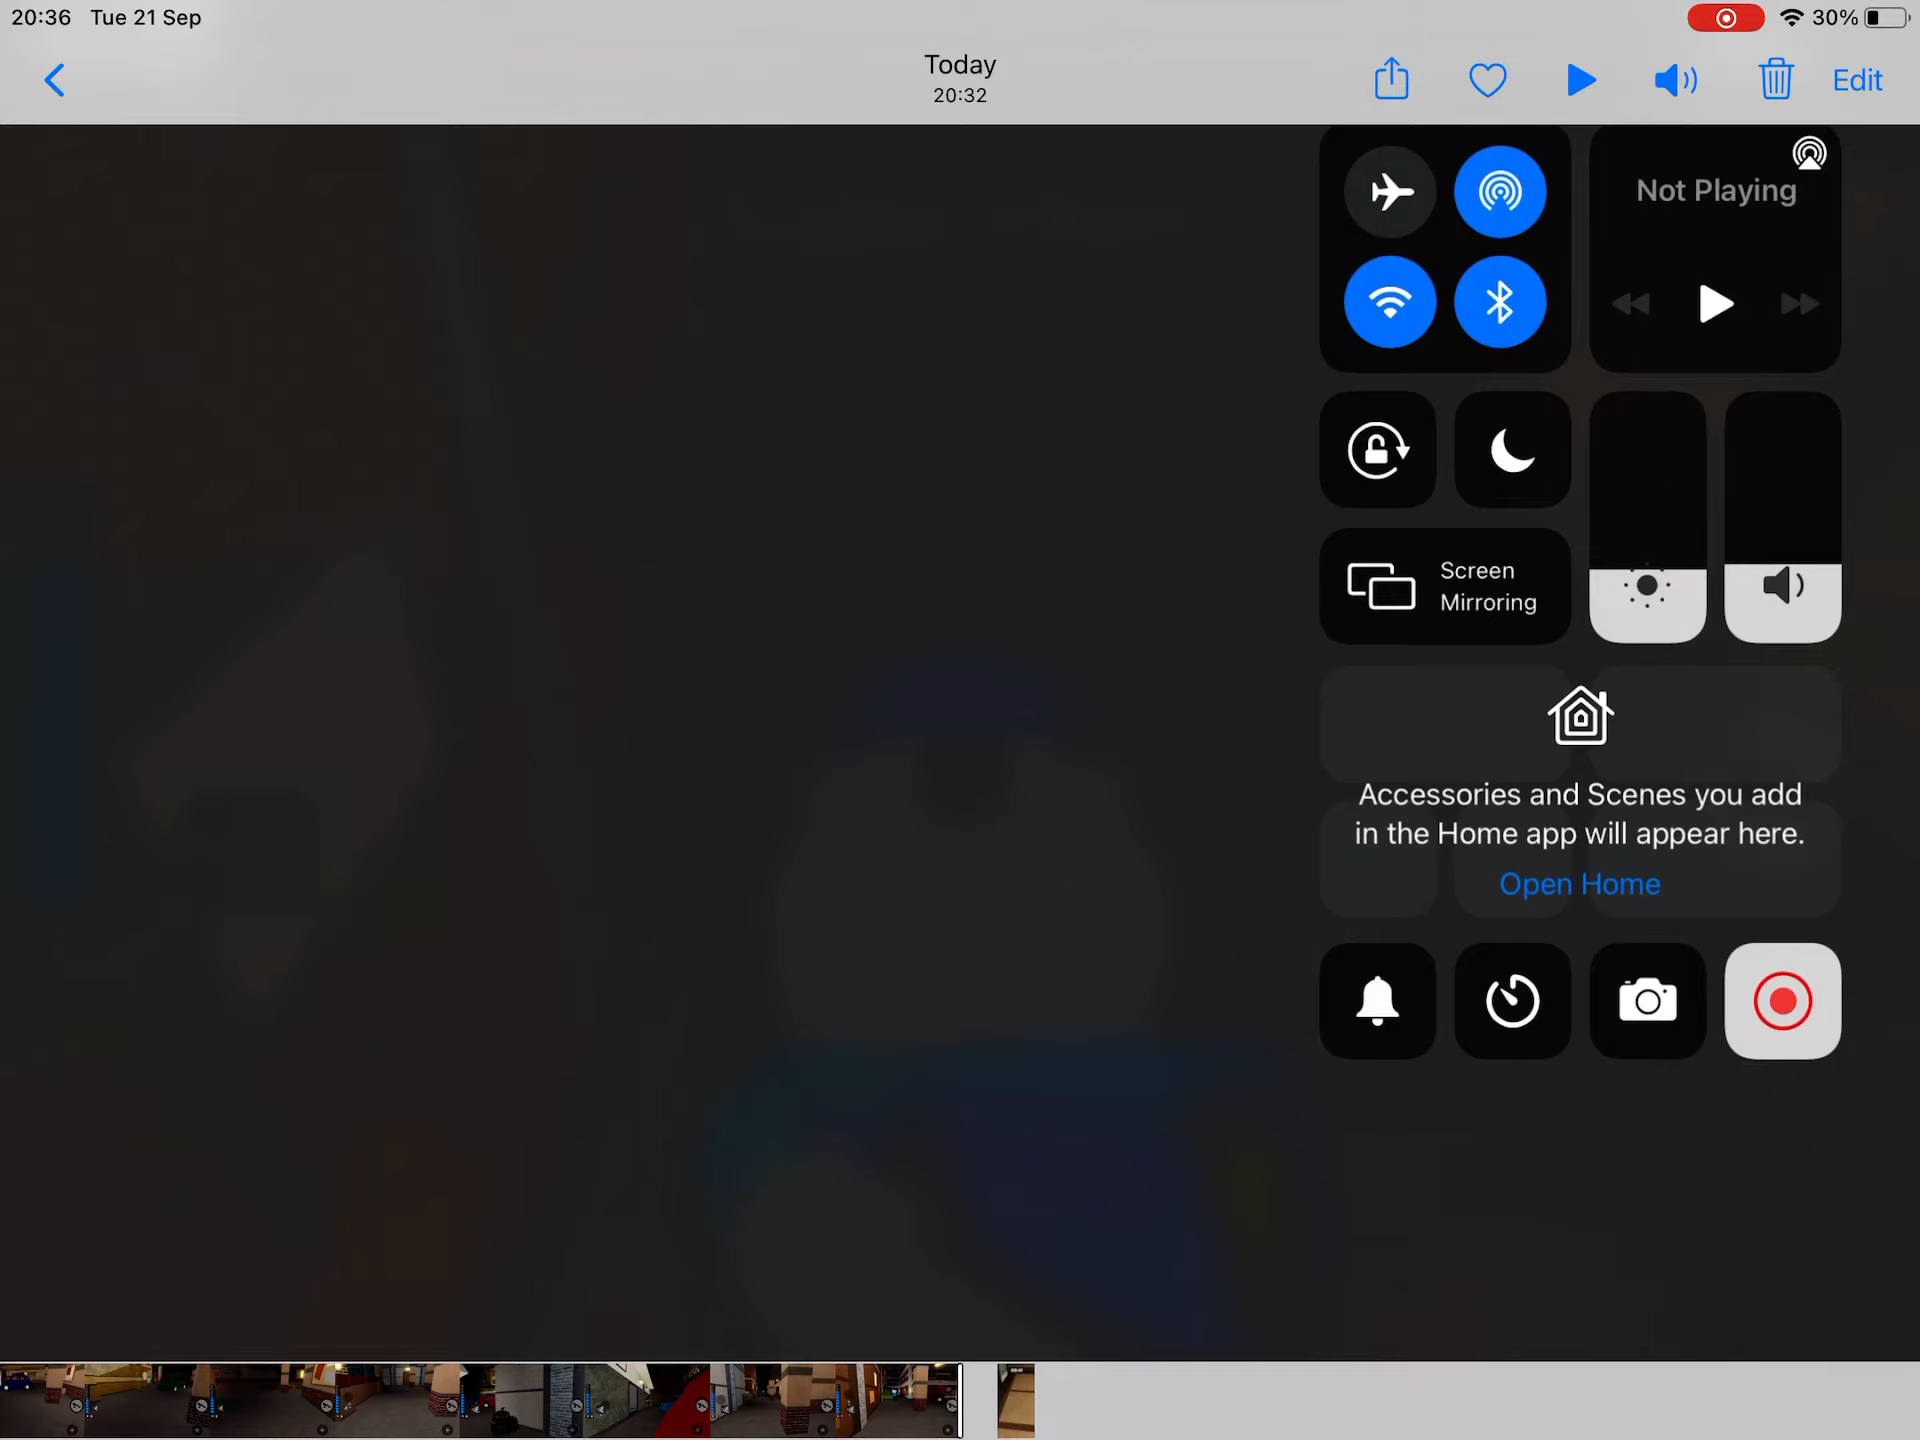 20:36 Tue 21 Sep
30%
Today
20:32
Edit
Not Playing
Screen
Mirroring
Accessories and Scenes you add
in the Home app will appear here.
Open Home